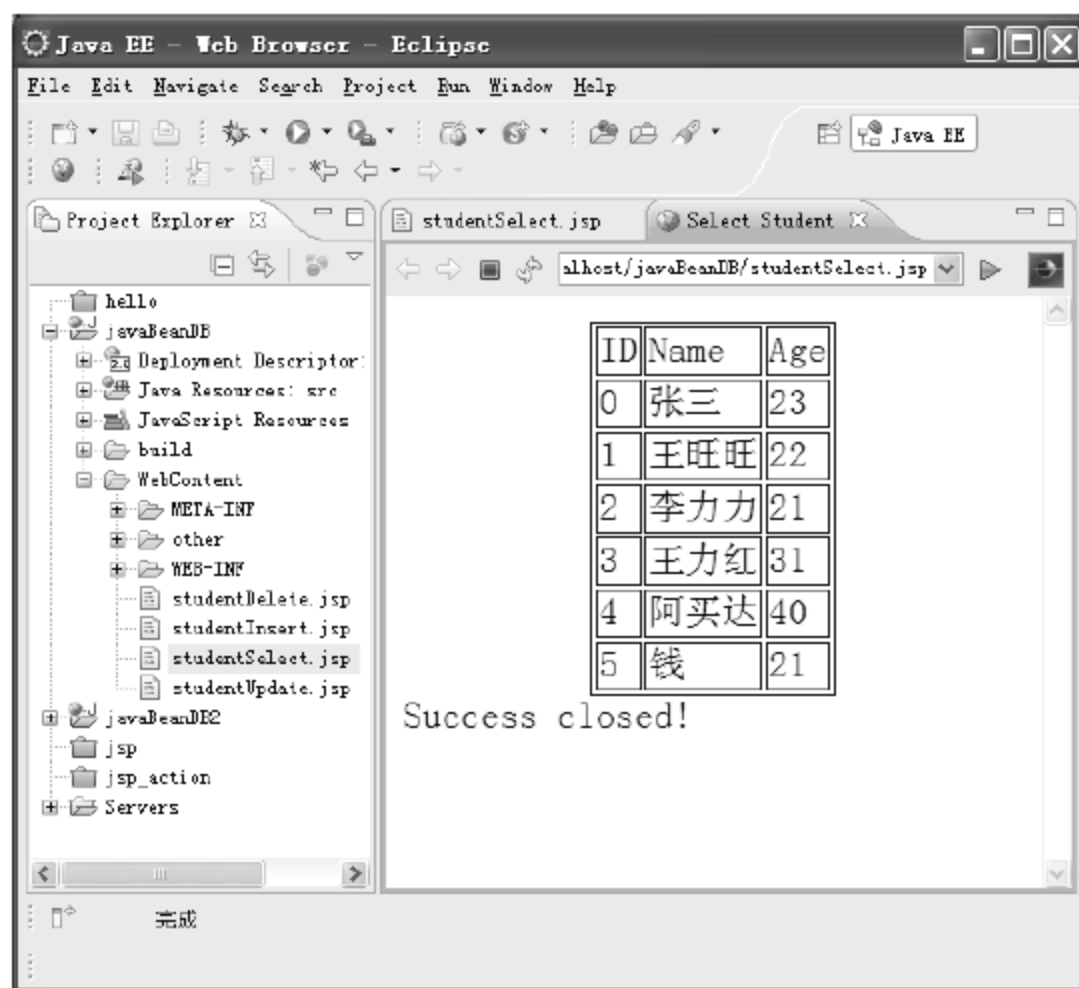 Java EE - Web Browser - Eclipse
File Edit Navigate Search Project Run Window Help
Java EE
Project Explorer
studentSelect.jsp
Select Student
alhost/javaBeanDB/studentSelect.jsp
hello
javaBeanDB
Deployment Descriptor:
Java Resources: src
JavaScript Resources
build
WebContent
META-INF
other
WEB-INF
studentDelete.jsp
studentInsert.jsp
studentSelect.jsp
studentUpdate.jsp
javaBeanDB2
jsp
jsp_action
Servers
ID Name Age
0 张三 23
1 王旺旺 22
2 李力力 21
3 王力红 31
4 阿买达 40
5 钱 21
Success closed!
完成